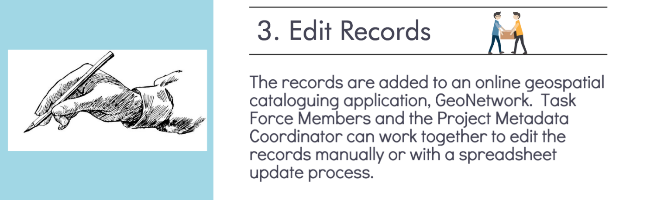 3. Edit Records
The records are added to an online geospatial
cataloguing application, GeoNetwork.  Task
Force Members and the Project Metadata
Coordinator can work together to edit the
records manually or with a spreadsheet
update process.